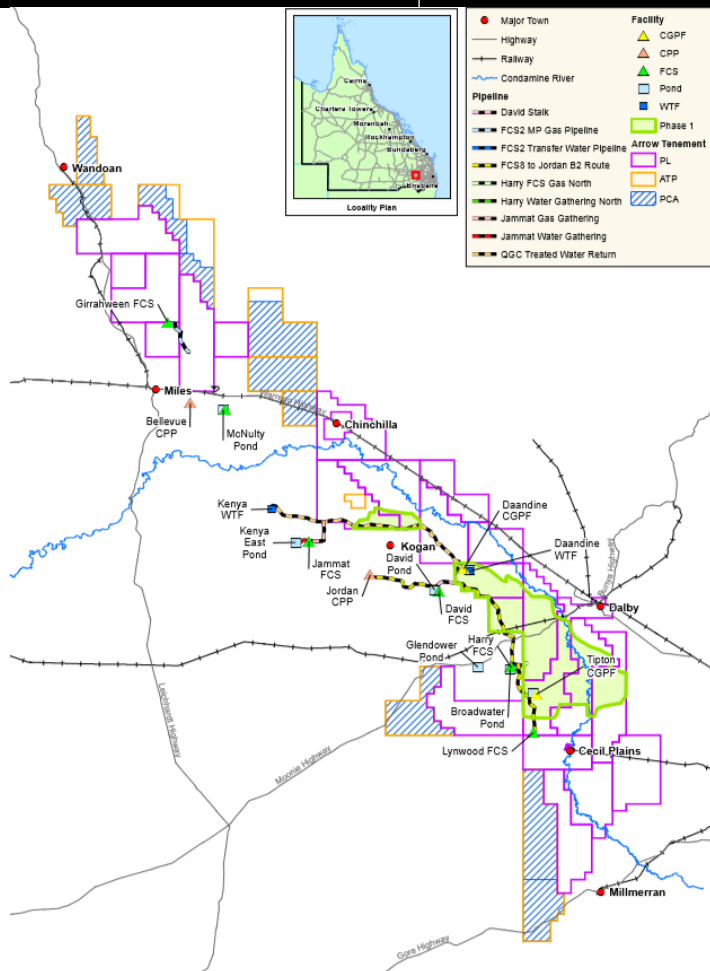 Major Town
Highway
Railway
Condamine River
Pipeline
David Stalk
FCS2 MP Gas Pipeline
FCS2 Transfer Water Pipeline
FCS8 to Jordan B2 Route
Harry FCS Gas North
Harry Water Gathering North
Jammat Gas Gathering
Jammat Water Gathering
QGC Treated Water Return
Facility
CGPF
CPP
FCS
Pond
WTF
Phase 1
Arrow Tenement
PL
ATP
PCA
Cairns
Charters Towers
Moranbah
Rockhampton
Bundaberg
Brisbane
Locality Plan
Wandoan
Girrahween FCS
Miles
Bellevue
CPP
McNulty
Pond
Warrego Highway
Chinchilla
Kenya
WTF
Kenya
East
Pond
Jammat
FCS
Jordan
CPP
Kogan
David
Pond
David
FCS
Daandine
CGPF
Daandine
WTF
Bunya Highway
Dalby
Glendower
Pond
Harry
FCS
Tipton
CGPF
Broadwater
Pond
Lynwood FCS
Cecil Plains
Leichhardt Highway
Moonie Highway
Millmerran
Gore Highway